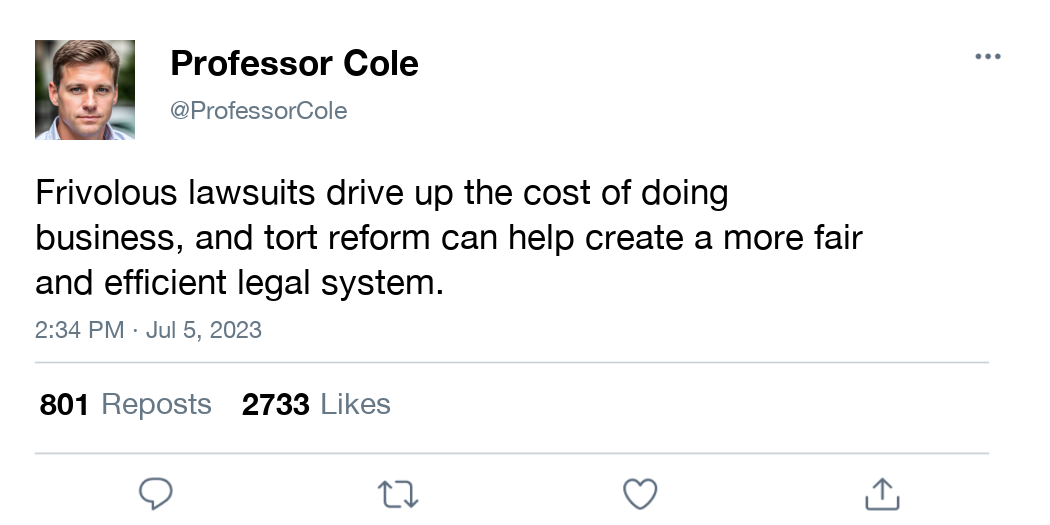 Professor Cole
@ProfessorCole
Frivolous lawsuits drive up the cost of doing
business, and tort reform can help create a more fair
and efficient legal system.
2:34 PM · Jul 5, 2023
801 Reposts 2733 Likes